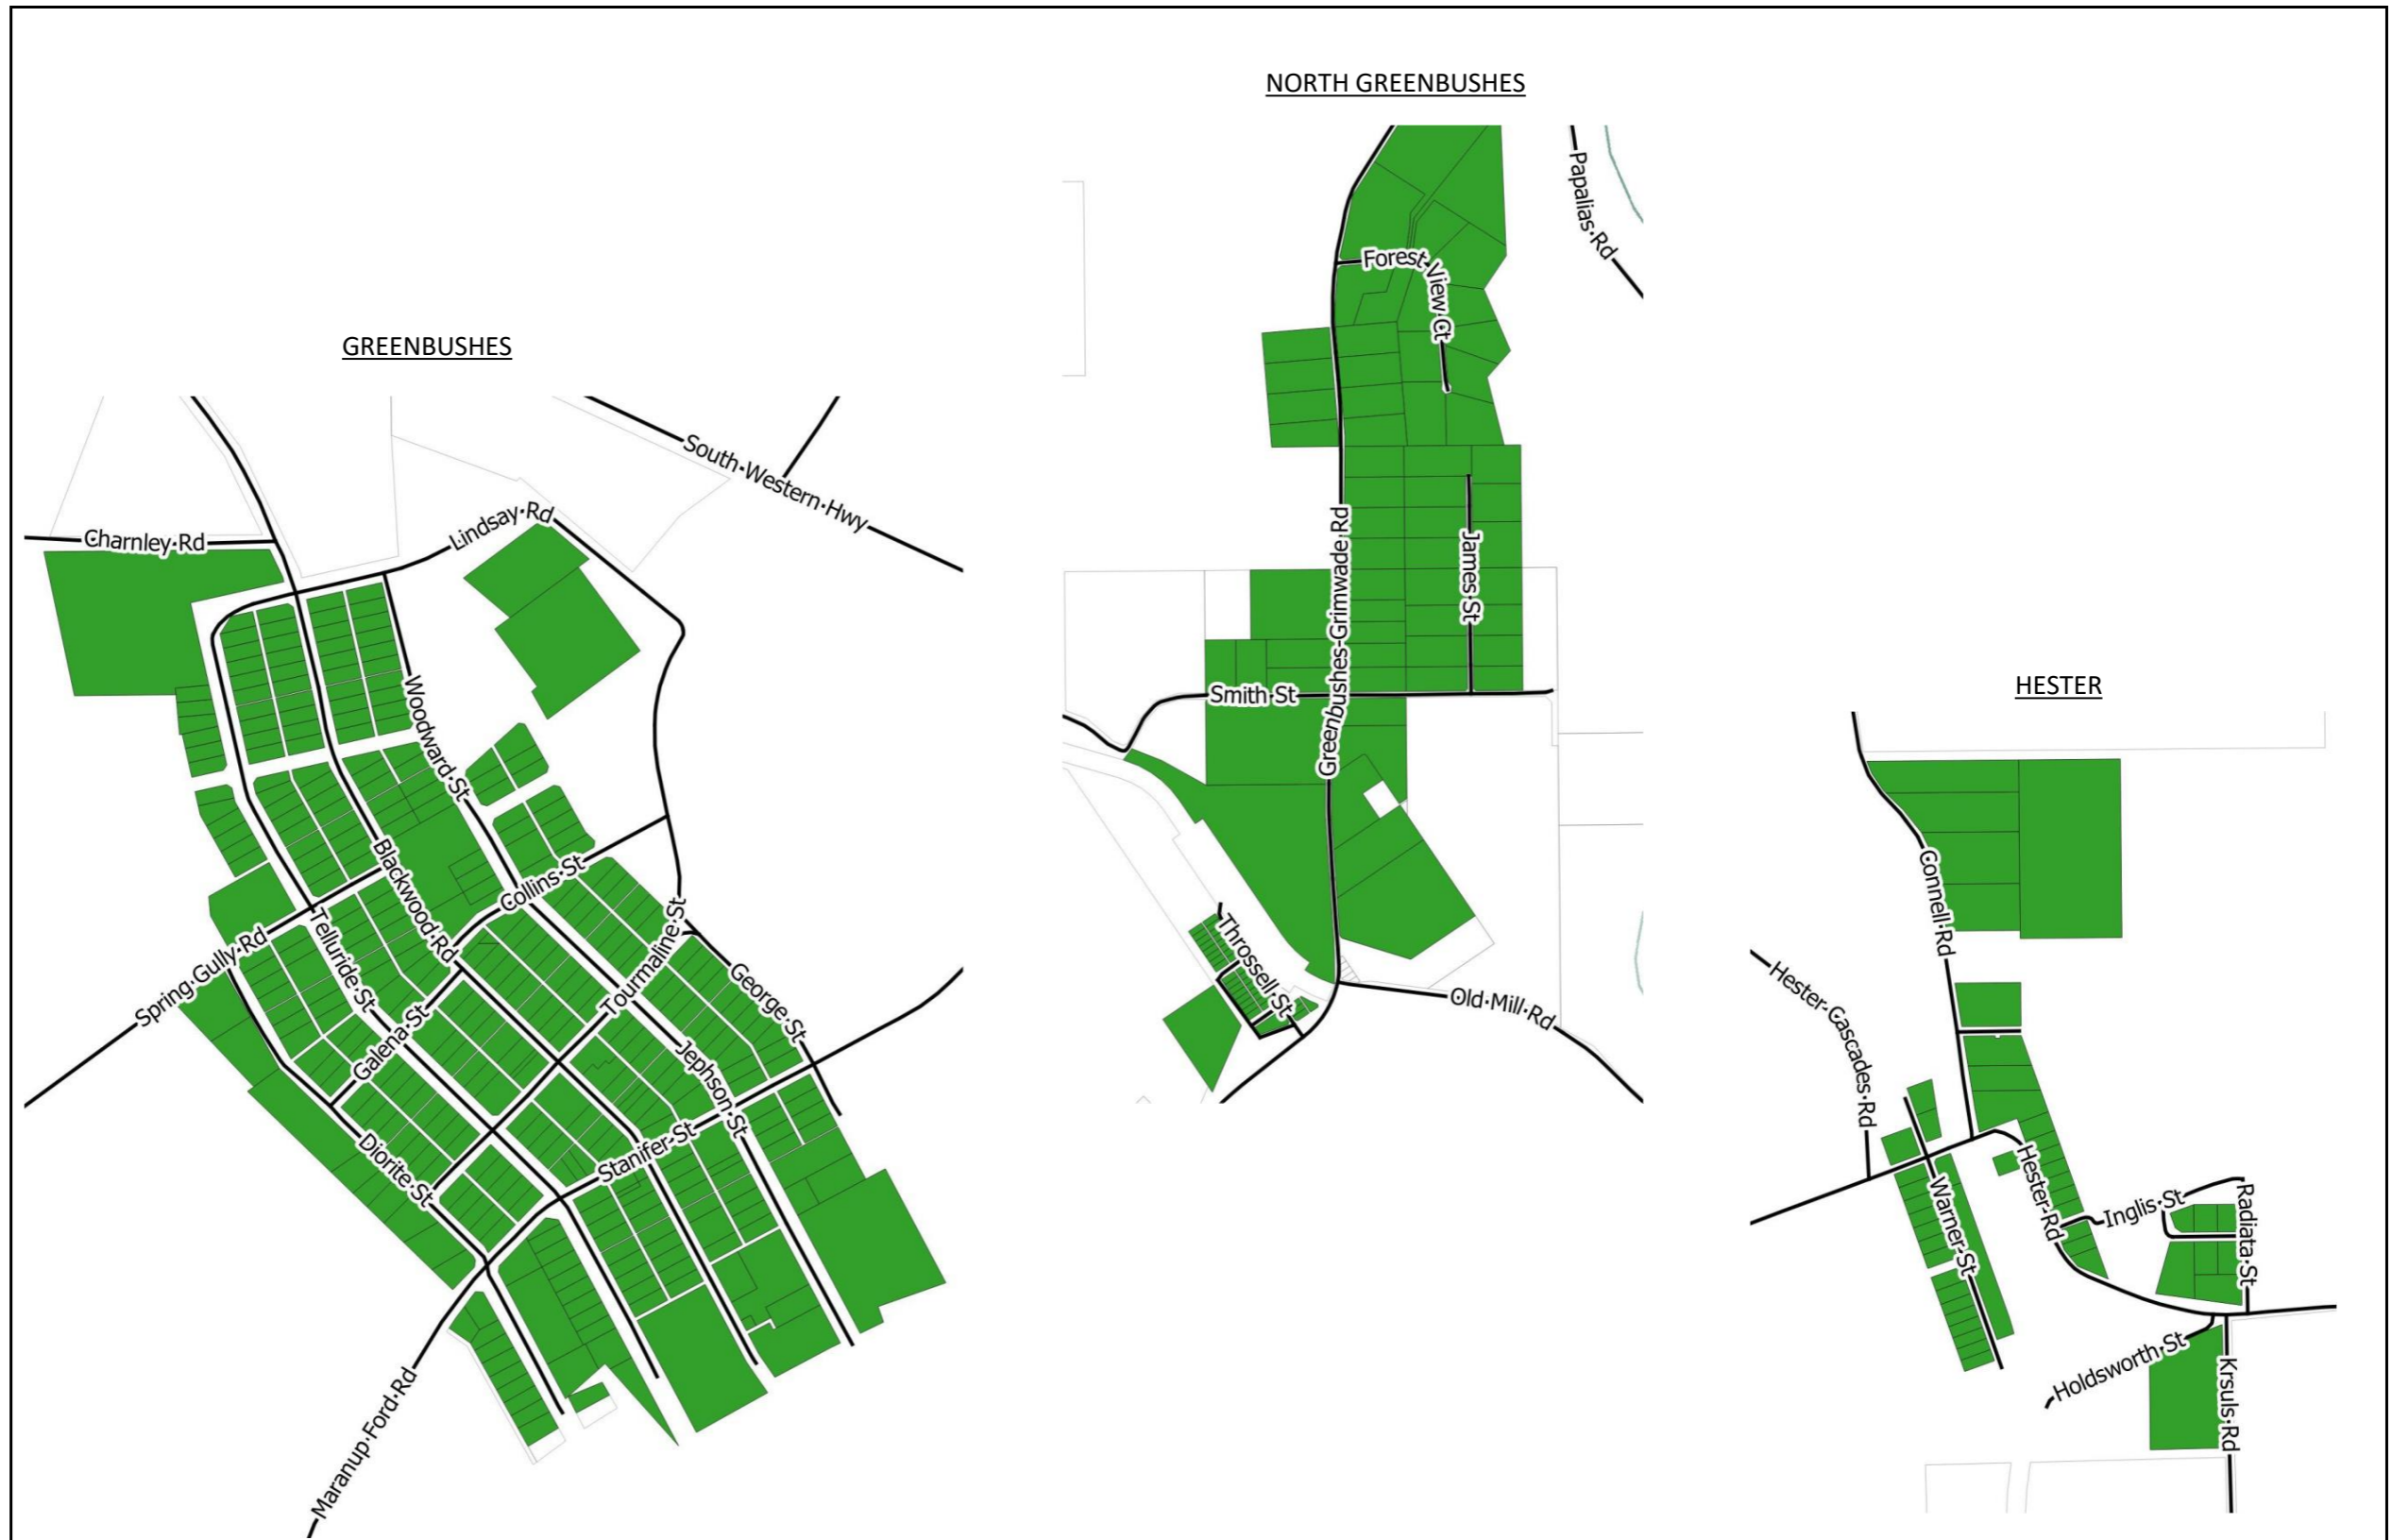 NORTH GREENBUSHES
GREENBUSHES
HESTER
South-Western-Hwy
Lindsay-Rd
Charnley-Rd
Woodward-St
Blackwood-Rd
Collins-St
Telluride-St
Spring-Gully-Rd
Tourmaline-St
George-St
Galena-St
Jephson-St
Diorite-St
Stanifer-St
Maranup-Ford-Rd
Papalias-Rd
Forest-View-Ct
Greenbushes-Grimwade-Rd
James-St
Smith-St
Throssell-St
Old-Mill-Rd
Connell-Rd
Hester-Cascades-Rd
Hester-Rd
Warner-St
Inglis-St
Radiata-St
Holdsworth-St
Krsuls-Rd